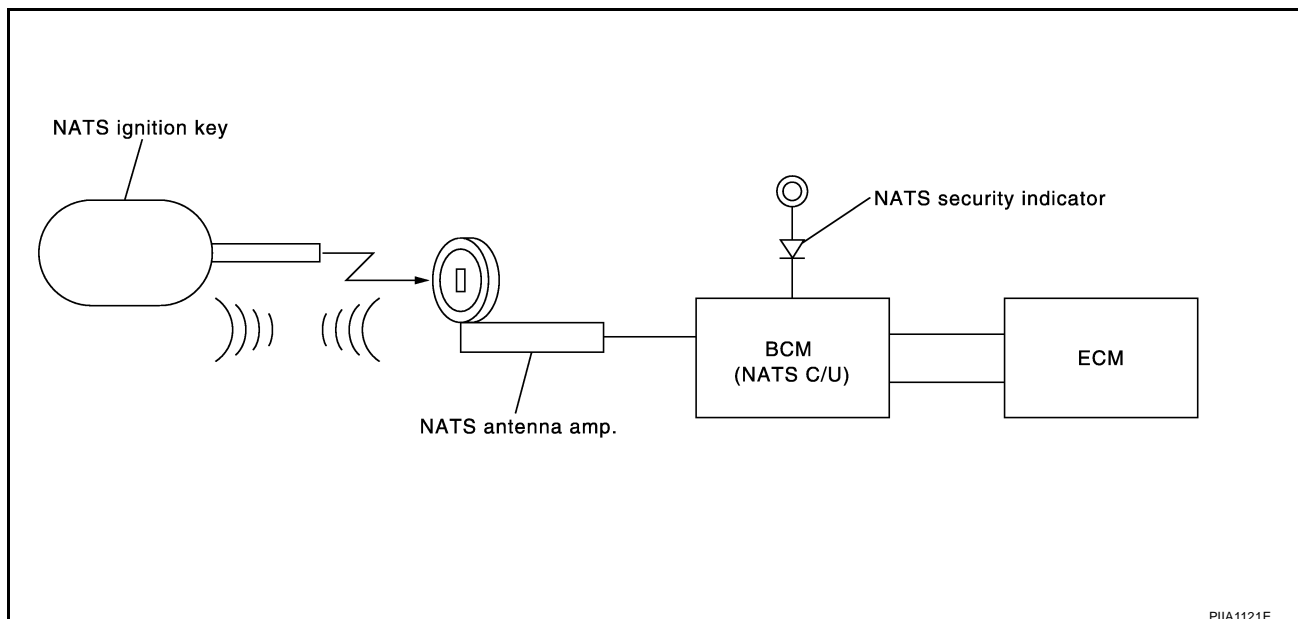 NATS ignition key
NATS security indicator
BCM
(NATS C/U)
ECM
NATS antenna amp.
PIIA1121E